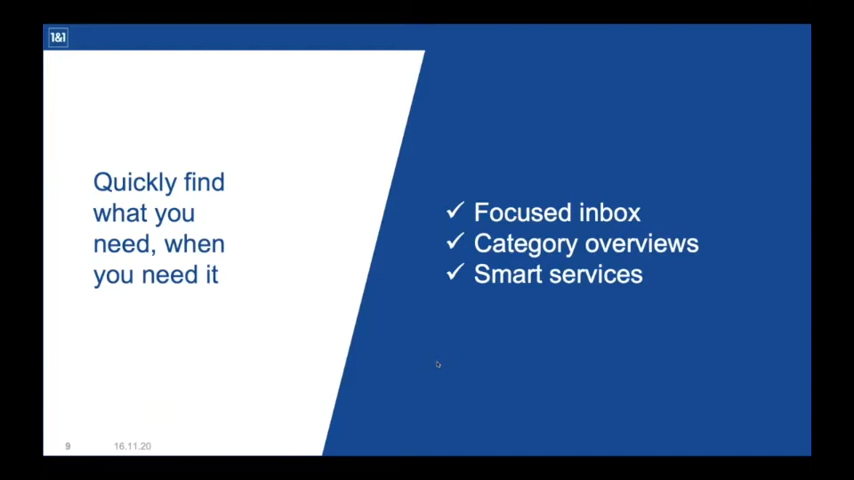 1&1
Quickly find
what you
need, when
you need it
✓ Focused inbox
✓ Category overviews
✓ Smart services
9
16.11.20